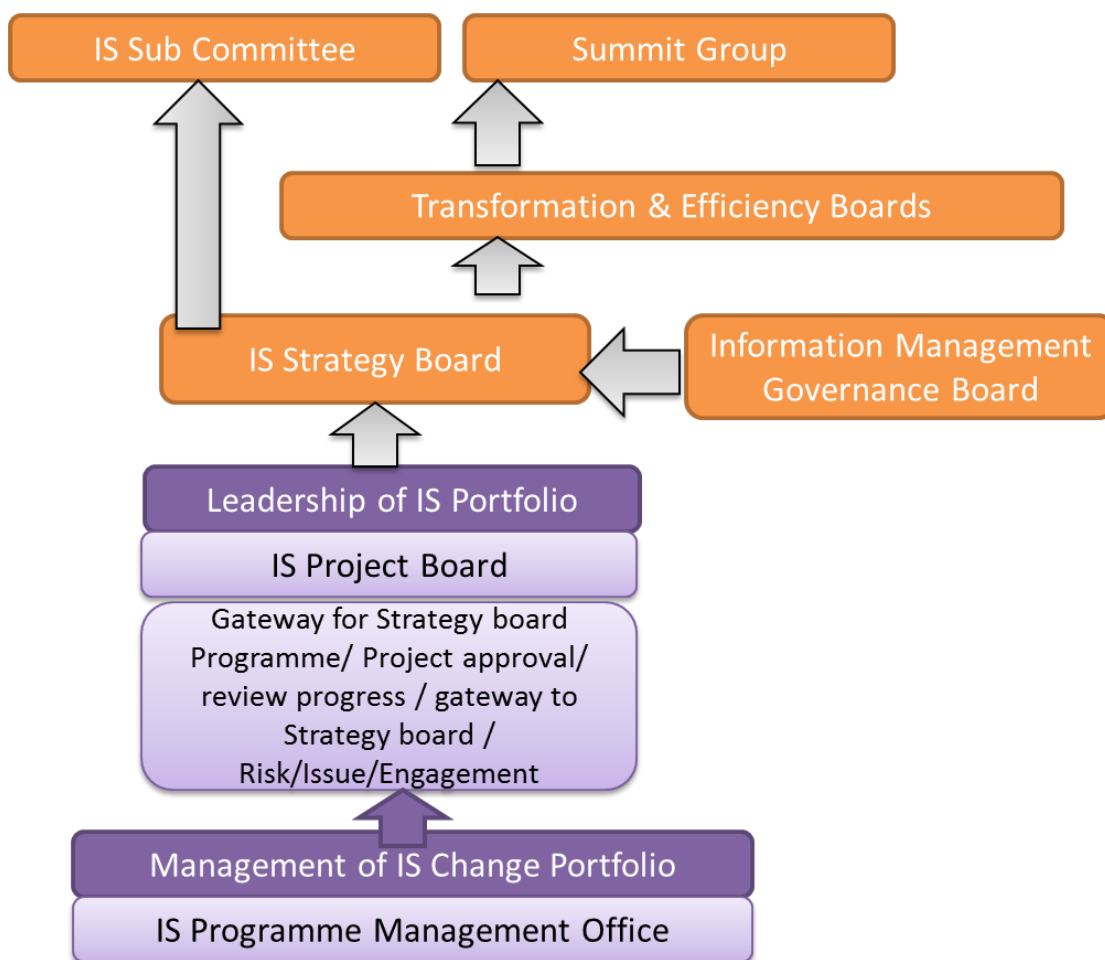 IS Sub Committee
Summit Group
Transformation & Efficiency Boards
IS Strategy Board
Information Management
Governance Board
Leadership of IS Portfolio
IS Project Board
Gateway for Strategy board
Programme/ Project approval/
review progress / gateway to
Strategy board /
Risk/Issue/Engagement
Management of IS Change Portfolio
IS Programme Management Office